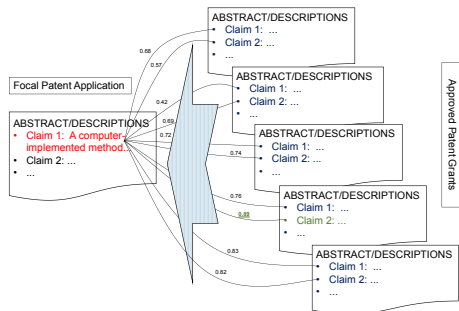 ABSTRACT/DESCRIPTIONS
• Claim 1: ...
• Claim 2: ...
• ...
0.68
0.57
Focal Patent Application
ABSTRACT/DESCRIPTIONS
• Claim 1: A computer-
implemented method...
• Claim 2: ...
• ...
ABSTRACT/DESCRIPTIONS
• Claim 1: ...
• Claim 2: ...
• ...
0.42
0.69
0.72
0.74
ABSTRACT/DESCRIPTIONS
• Claim 1: ...
• Claim 2: ...
• ...
0.76
0.89
ABSTRACT/DESCRIPTIONS
• Claim 1: ...
• Claim 2: ...
• ...
0.83
0.82
ABSTRACT/DESCRIPTIONS
• Claim 1: ...
• Claim 2: ...
• ...
Approved Patent Grants